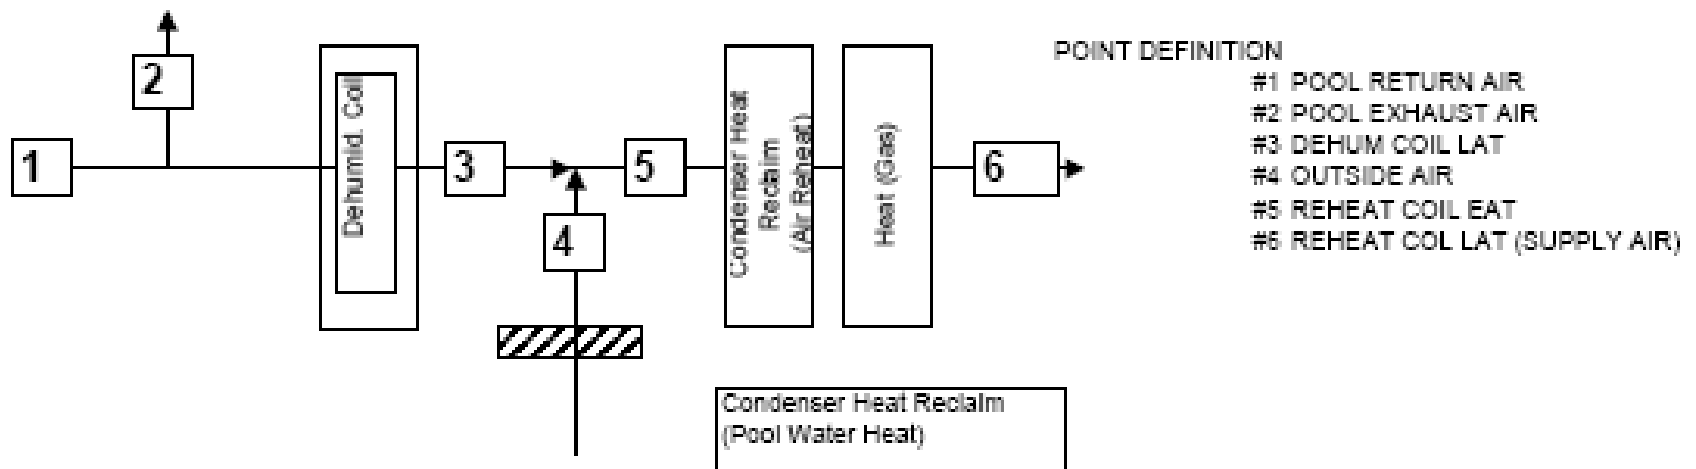 POINT DEFINITION
#1 POOL RETURN AIR
#2 POOL EXHAUST AIR
#3 DEHUM COIL LAT
#4 OUTSIDE AIR
#5 REHEAT COIL EAT
#6 REHEAT COL LAT (SUPPLY AIR)
1
2
Dehumid. Coil
3
4
5
Condenser Heat
Reclaim
(Air Reheat)
Heat (Gas)
6
Condenser Heat Reclaim
(Pool Water Heat)